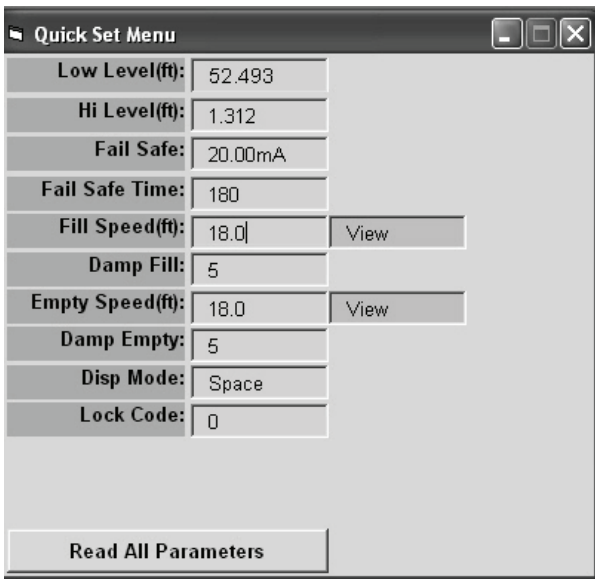 Quick Set Menu
Low Level(ft): 52.493
Hi Level(ft): 1.312
Fail Safe: 20.00mA
Fail Safe Time: 180
Fill Speed(ft): 18.0 View
Damp Fill: 5
Empty Speed(ft): 18.0 View
Damp Empty: 5
Disp Mode: Space
Lock Code: 0
Read All Parameters